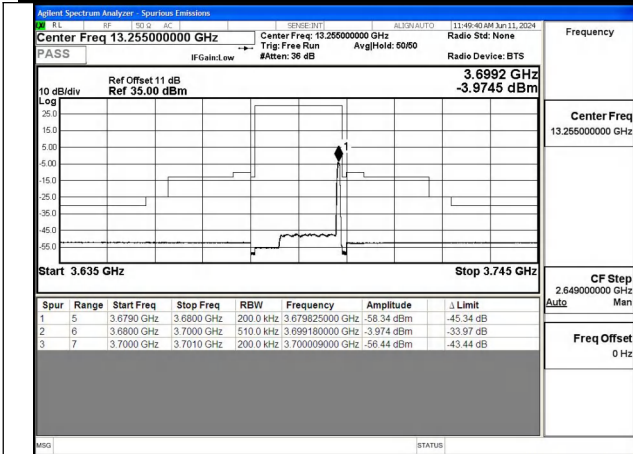 Agilent Spectrum Analyzer - Spurious Emissions
RL RF 50 Ω AC SENSE:INT ALIGN AUTO 11:49:40 AM Jun 11, 2024
Center Freq 13.255000000 GHz
Center Freq: 13.255000000 GHz
Radio Std: None
Trig: Free Run Avg|Hold: 50/50
PASS
IFGain:Low
#Atten: 36 dB
Radio Device: BTS
Frequency
Ref Offset 11 dB
3.6992 GHz
10 dB/div Ref 35.00 dBm
-3.9745 dBm
Log
25.0
15.0
5.00
-5.00
-15.0
-25.0
-35.0
-45.0
-55.0
1
Start 3.635 GHz Stop 3.745 GHz
Spur Range Start Freq Stop Freq RBW Frequency Amplitude Δ Limit
1 5 3.6790 GHz 3.6800 GHz 200.0 kHz 3.679825000 GHz -58.34 dBm -45.34 dB
2 6 3.6800 GHz 3.7000 GHz 510.0 kHz 3.699180000 GHz -3.974 dBm -33.97 dB
3 7 3.7000 GHz 3.7010 GHz 200.0 kHz 3.700009000 GHz -56.44 dBm -43.44 dB
Center Freq
13.255000000 GHz
CF Step
2.649000000 GHz
Auto Man
Freq Offset
0 Hz
MSG STATUS